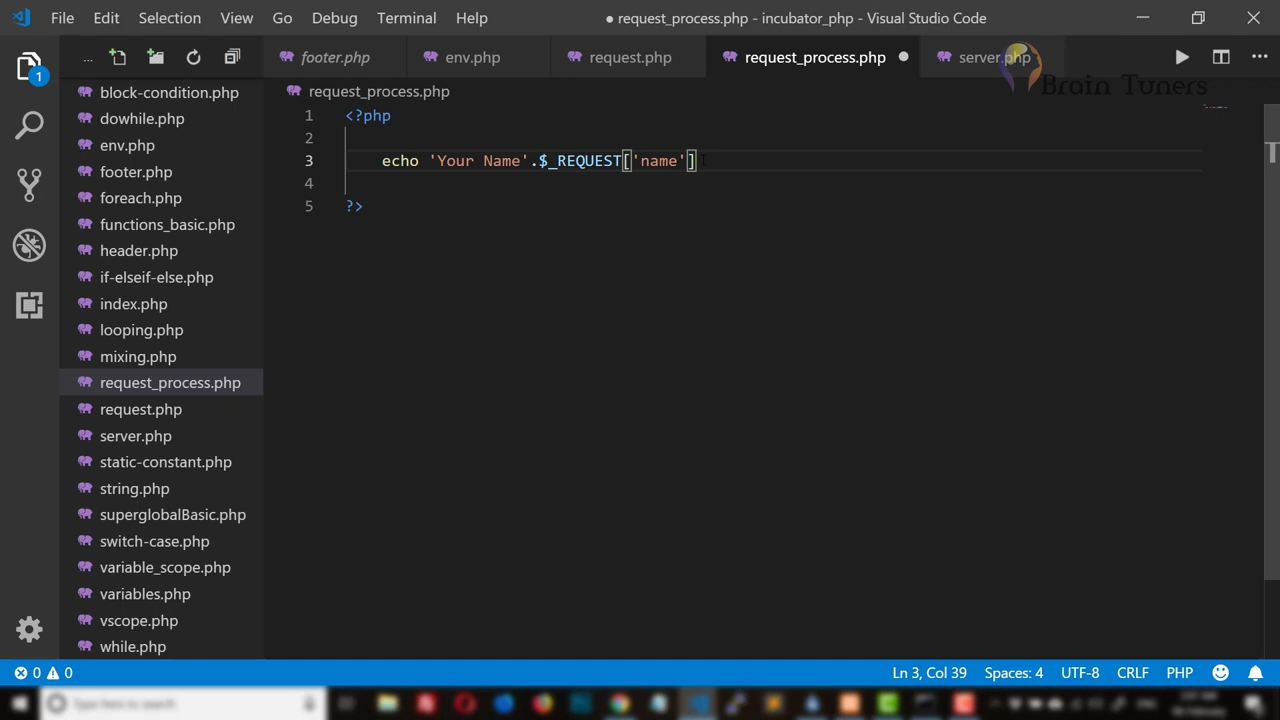 File Edit Selection View Go Debug Terminal Help ● request_process.php - incubator_php - Visual Studio Code
1 ... footer.php env.php request.php request_process.php ● server.php ...
Brain Tuners
block-condition.php
dowhile.php
env.php
footer.php
foreach.php
functions_basic.php
header.php
if-elseif-else.php
index.php
looping.php
mixing.php
request_process.php
request.php
server.php
static-constant.php
string.php
superglobalBasic.php
switch-case.php
variable_scope.php
variables.php
vscope.php
while.php
request_process.php
1 <?php
2
3 echo 'Your Name'.$_REQUEST['name']
4
5 ?>
0 0 Ln 3, Col 39 Spaces: 4 UTF-8 CRLF PHP
Type here to search